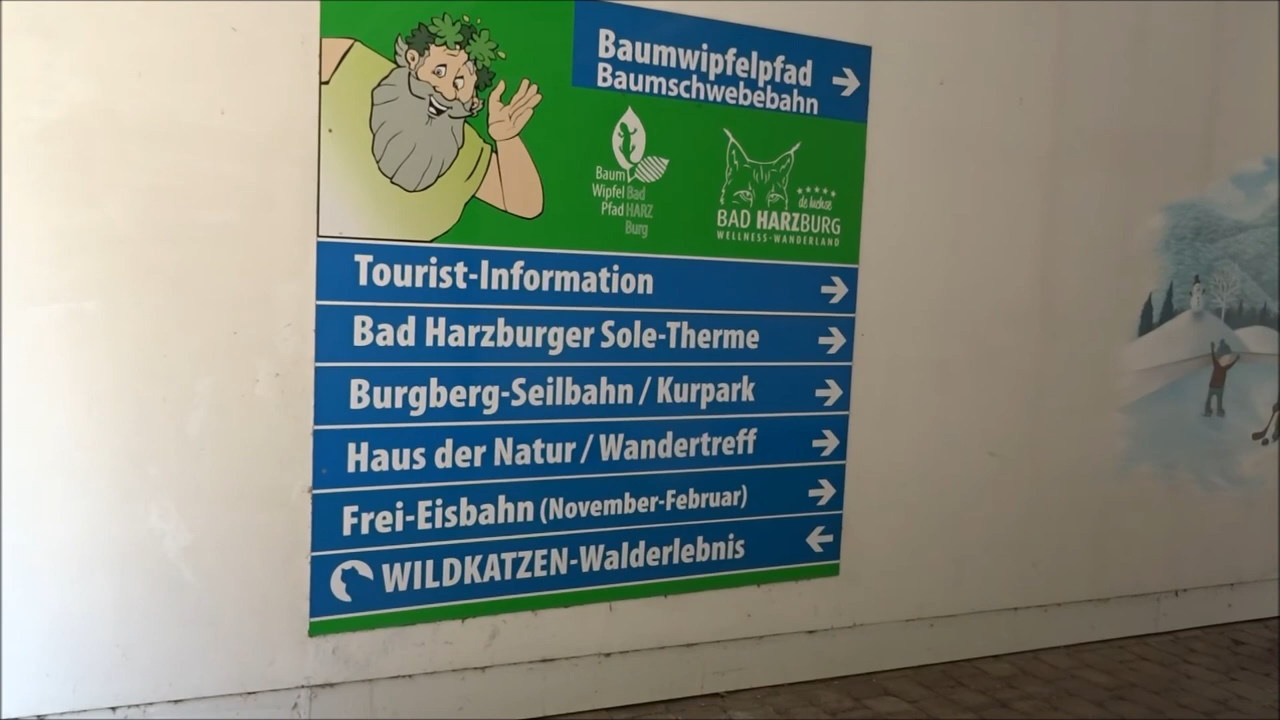 Baumwipfelpfad
Baumschwebebahn
Baum
Wipfel Bad
Pfad HARZ
Burg
de luchse
BAD HARZBURG
WELLNESS-WANDERLAND
Tourist-Information
Bad Harzburger Sole-Therme
Burgberg-Seilbahn / Kurpark
Haus der Natur / Wandertreff
Frei-Eisbahn (November-Februar)
WILDKATZEN-Walderlebnis